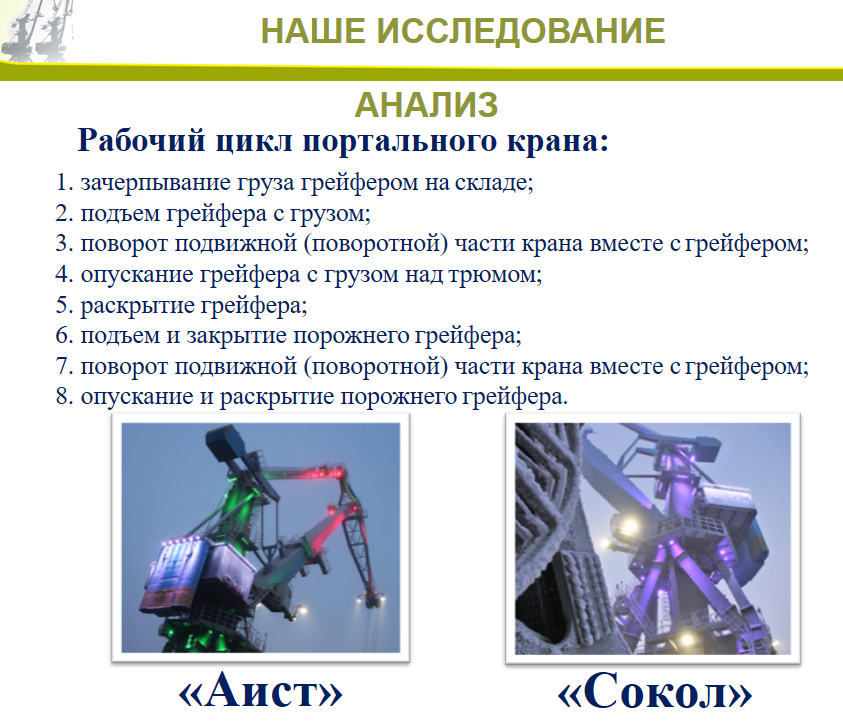 НАШЕ ИССЛЕДОВАНИЕ
АНАЛИЗ
Рабочий цикл портального крана:
1. зачерпывание груза грейфером на складе;
2. подъем грейфера с грузом;
3. поворот подвижной (поворотной) части крана вместе с грейфером;
4. опускание грейфера с грузом над трюмом;
5. раскрытие грейфера;
6. подъем и закрытие порожнего грейфера;
7. поворот подвижной (поворотной) части крана вместе с грейфером;
8. опускание и раскрытие порожнего грейфера.
«Аист» «Сокол»